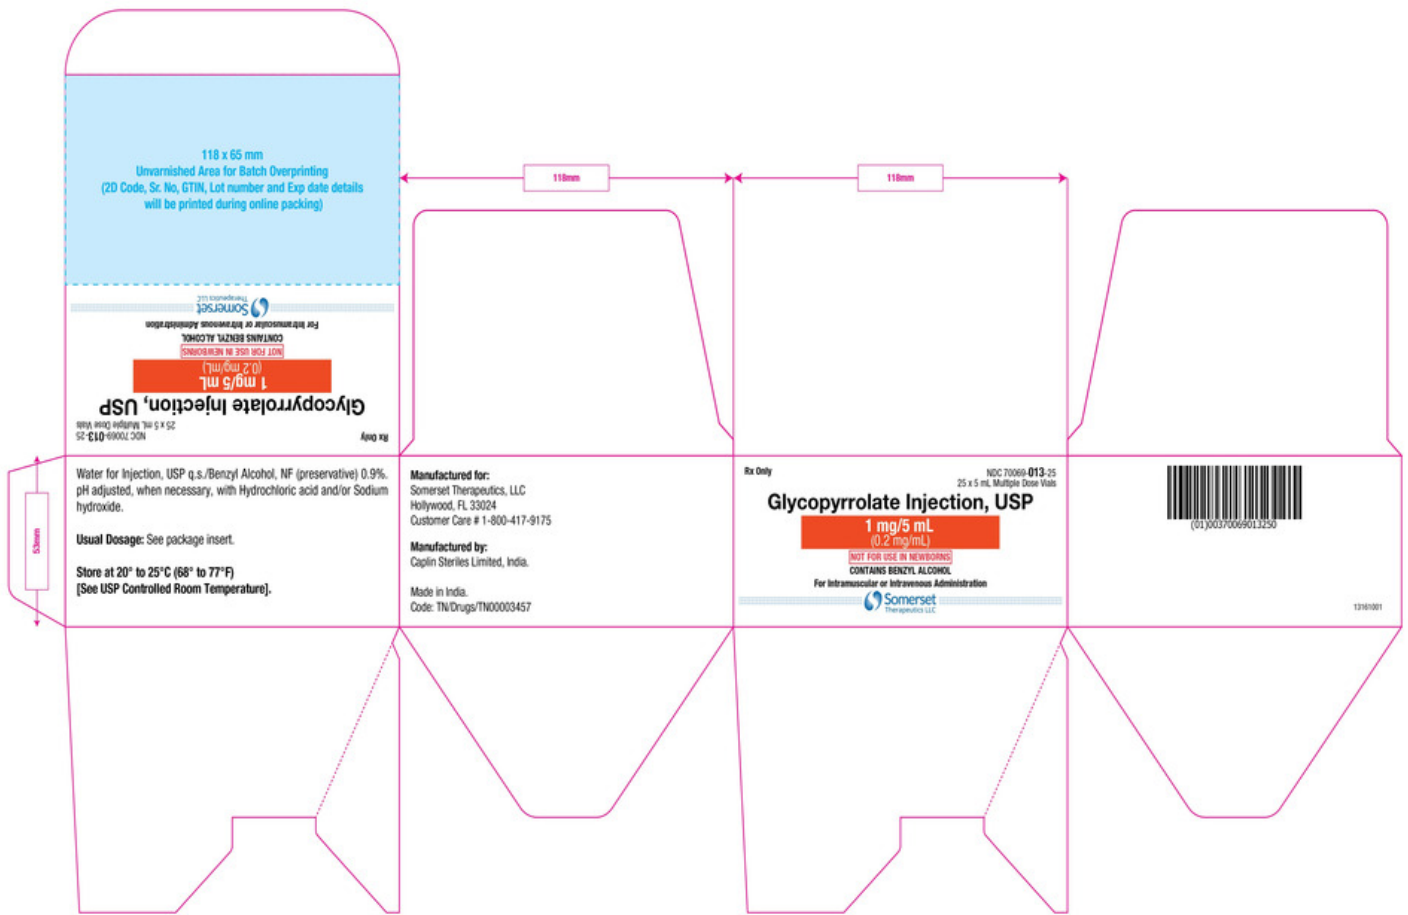 118 x 65 mm
Unvarnished Area for Batch Overprinting
(2D Code, Sr. No, GTIN, Lot number and Exp date details
will be printed during online packing)
118mm
118mm
Rx Only
NDC 70069-013-25
25 x 5 mL Multiple Dose Vials
Glycopyrrolate Injection, USP
1 mg/5 mL
(0.2 mg/mL)
NOT FOR USE IN NEWBORNS
CONTAINS BENZYL ALCOHOL
For Intramuscular or Intravenous Administration
Somerset
Therapeutics LLC
53mm
Water for Injection, USP q.s./Benzyl Alcohol, NF (preservative) 0.9%.
pH adjusted, when necessary, with Hydrochloric acid and/or Sodium
hydroxide.
Usual Dosage: See package insert.
Store at 20° to 25°C (68° to 77°F)
[See USP Controlled Room Temperature].
Manufactured for:
Somerset Therapeutics, LLC
Hollywood, FL 33024
Customer Care # 1-800-417-9175
Manufactured by:
Caplin Steriles Limited, India.
Made in India.
Code: TN/Drugs/TN00003457
Rx Only
NDC 70069-013-25
25 x 5 mL Multiple Dose Vials
Glycopyrrolate Injection, USP
1 mg/5 mL
(0.2 mg/mL)
NOT FOR USE IN NEWBORNS
CONTAINS BENZYL ALCOHOL
For Intramuscular or Intravenous Administration
Somerset
Therapeutics LLC
(01)00370069013250
13161001